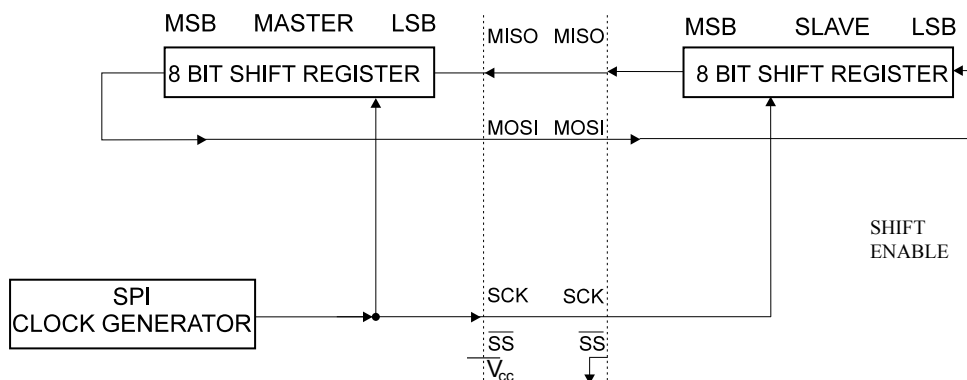 MSB MASTER LSB
8 BIT SHIFT REGISTER
MISO MISO
MSB SLAVE LSB
8 BIT SHIFT REGISTER
MOSI MOSI
SHIFT
ENABLE
SPI
CLOCK GENERATOR
SCK SCK
SS SS
Vcc